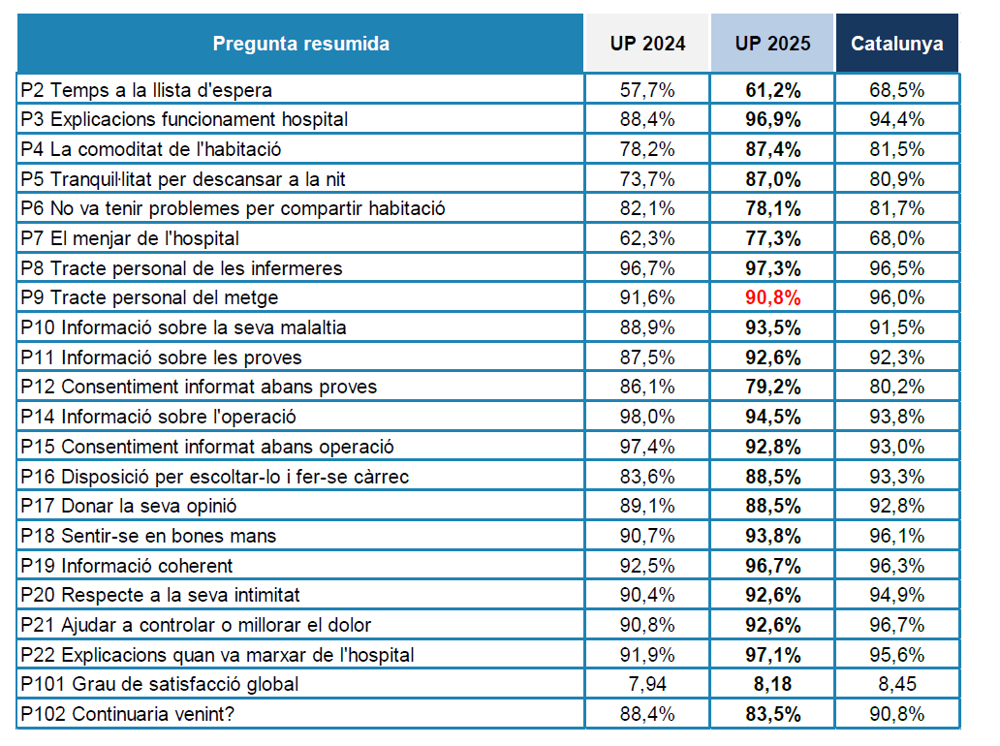 Pregunta resumida UP 2024 UP 2025 Catalunya
P2 Temps a la llista d'espera 57,7% 61,2% 68,5%
P3 Explicacions funcionament hospital 88,4% 96,9% 94,4%
P4 La comoditat de l'habitació 78,2% 87,4% 81,5%
P5 Tranquil·litat per descansar a la nit 73,7% 87,0% 80,9%
P6 No va tenir problemes per compartir habitació 82,1% 78,1% 81,7%
P7 El menjar de l'hospital 62,3% 77,3% 68,0%
P8 Tracte personal de les infermeres 96,7% 97,3% 96,5%
P9 Tracte personal del metge 91,6% 90,8% 96,0%
P10 Informació sobre la seva malaltia 88,9% 93,5% 91,5%
P11 Informació sobre les proves 87,5% 92,6% 92,3%
P12 Consentiment informat abans proves 86,1% 79,2% 80,2%
P14 Informació sobre l'operació 98,0% 94,5% 93,8%
P15 Consentiment informat abans operació 97,4% 92,8% 93,0%
P16 Disposició per escoltar-lo i fer-se càrrec 83,6% 88,5% 93,3%
P17 Donar la seva opinió 89,1% 88,5% 92,8%
P18 Sentir-se en bones mans 90,7% 93,8% 96,1%
P19 Informació coherent 92,5% 96,7% 96,3%
P20 Respecte a la seva intimitat 90,4% 92,6% 94,9%
P21 Ajudar a controlar o millorar el dolor 90,8% 92,6% 96,7%
P22 Explicacions quan va marxar de l'hospital 91,9% 97,1% 95,6%
P101 Grau de satisfacció global 7,94 8,18 8,45
P102 Continuaria venint? 88,4% 83,5% 90,8%